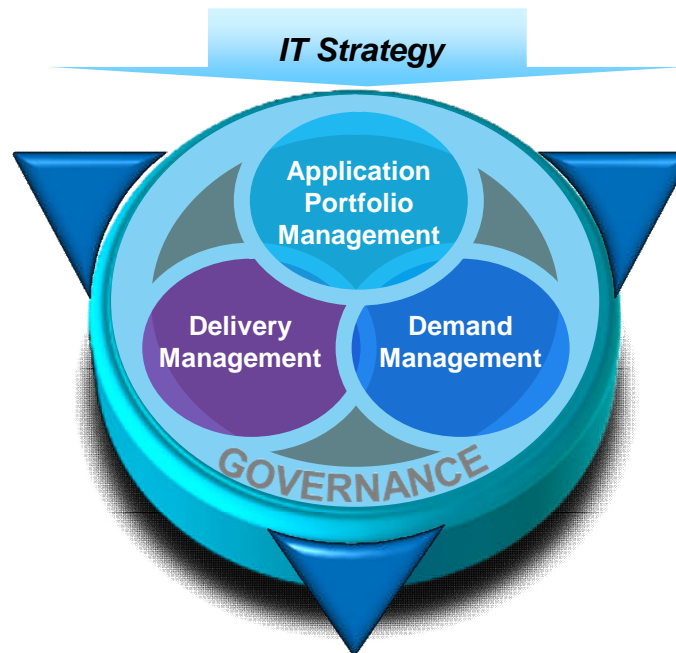 IT Strategy
Application
Portfolio
Management
Delivery
Management
Demand
Management
GOVERNANCE